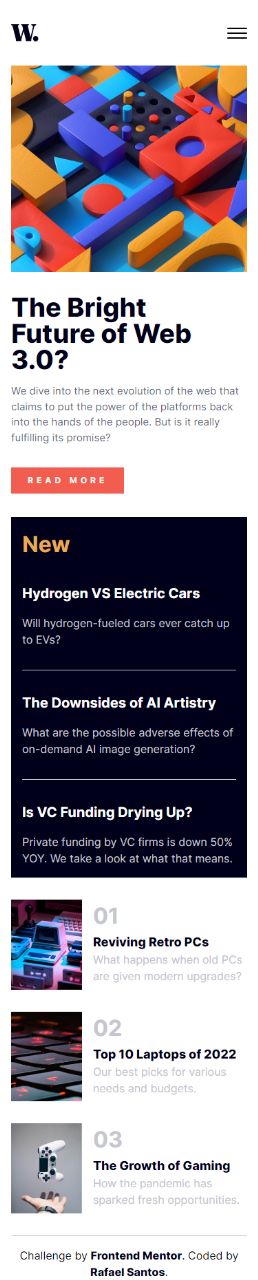 W.
The Bright
Future of Web
3.0?
We dive into the next evolution of the web that
claims to put the power of the platforms back
into the hands of the people. But is it really
fulfilling its promise?
READ MORE
New
Hydrogen VS Electric Cars
Will hydrogen-fueled cars ever catch up
to EVs?
The Downsides of AI Artistry
What are the possible adverse effects of
on-demand AI image generation?
Is VC Funding Drying Up?
Private funding by VC firms is down 50%
YOY. We take a look at what that means.
01
Reviving Retro PCs
What happens when old PCs
are given modern upgrades?
02
Top 10 Laptops of 2022
Our best picks for various
needs and budgets.
03
The Growth of Gaming
How the pandemic has
sparked fresh opportunities.
Challenge by Frontend Mentor. Coded by
Rafael Santos.